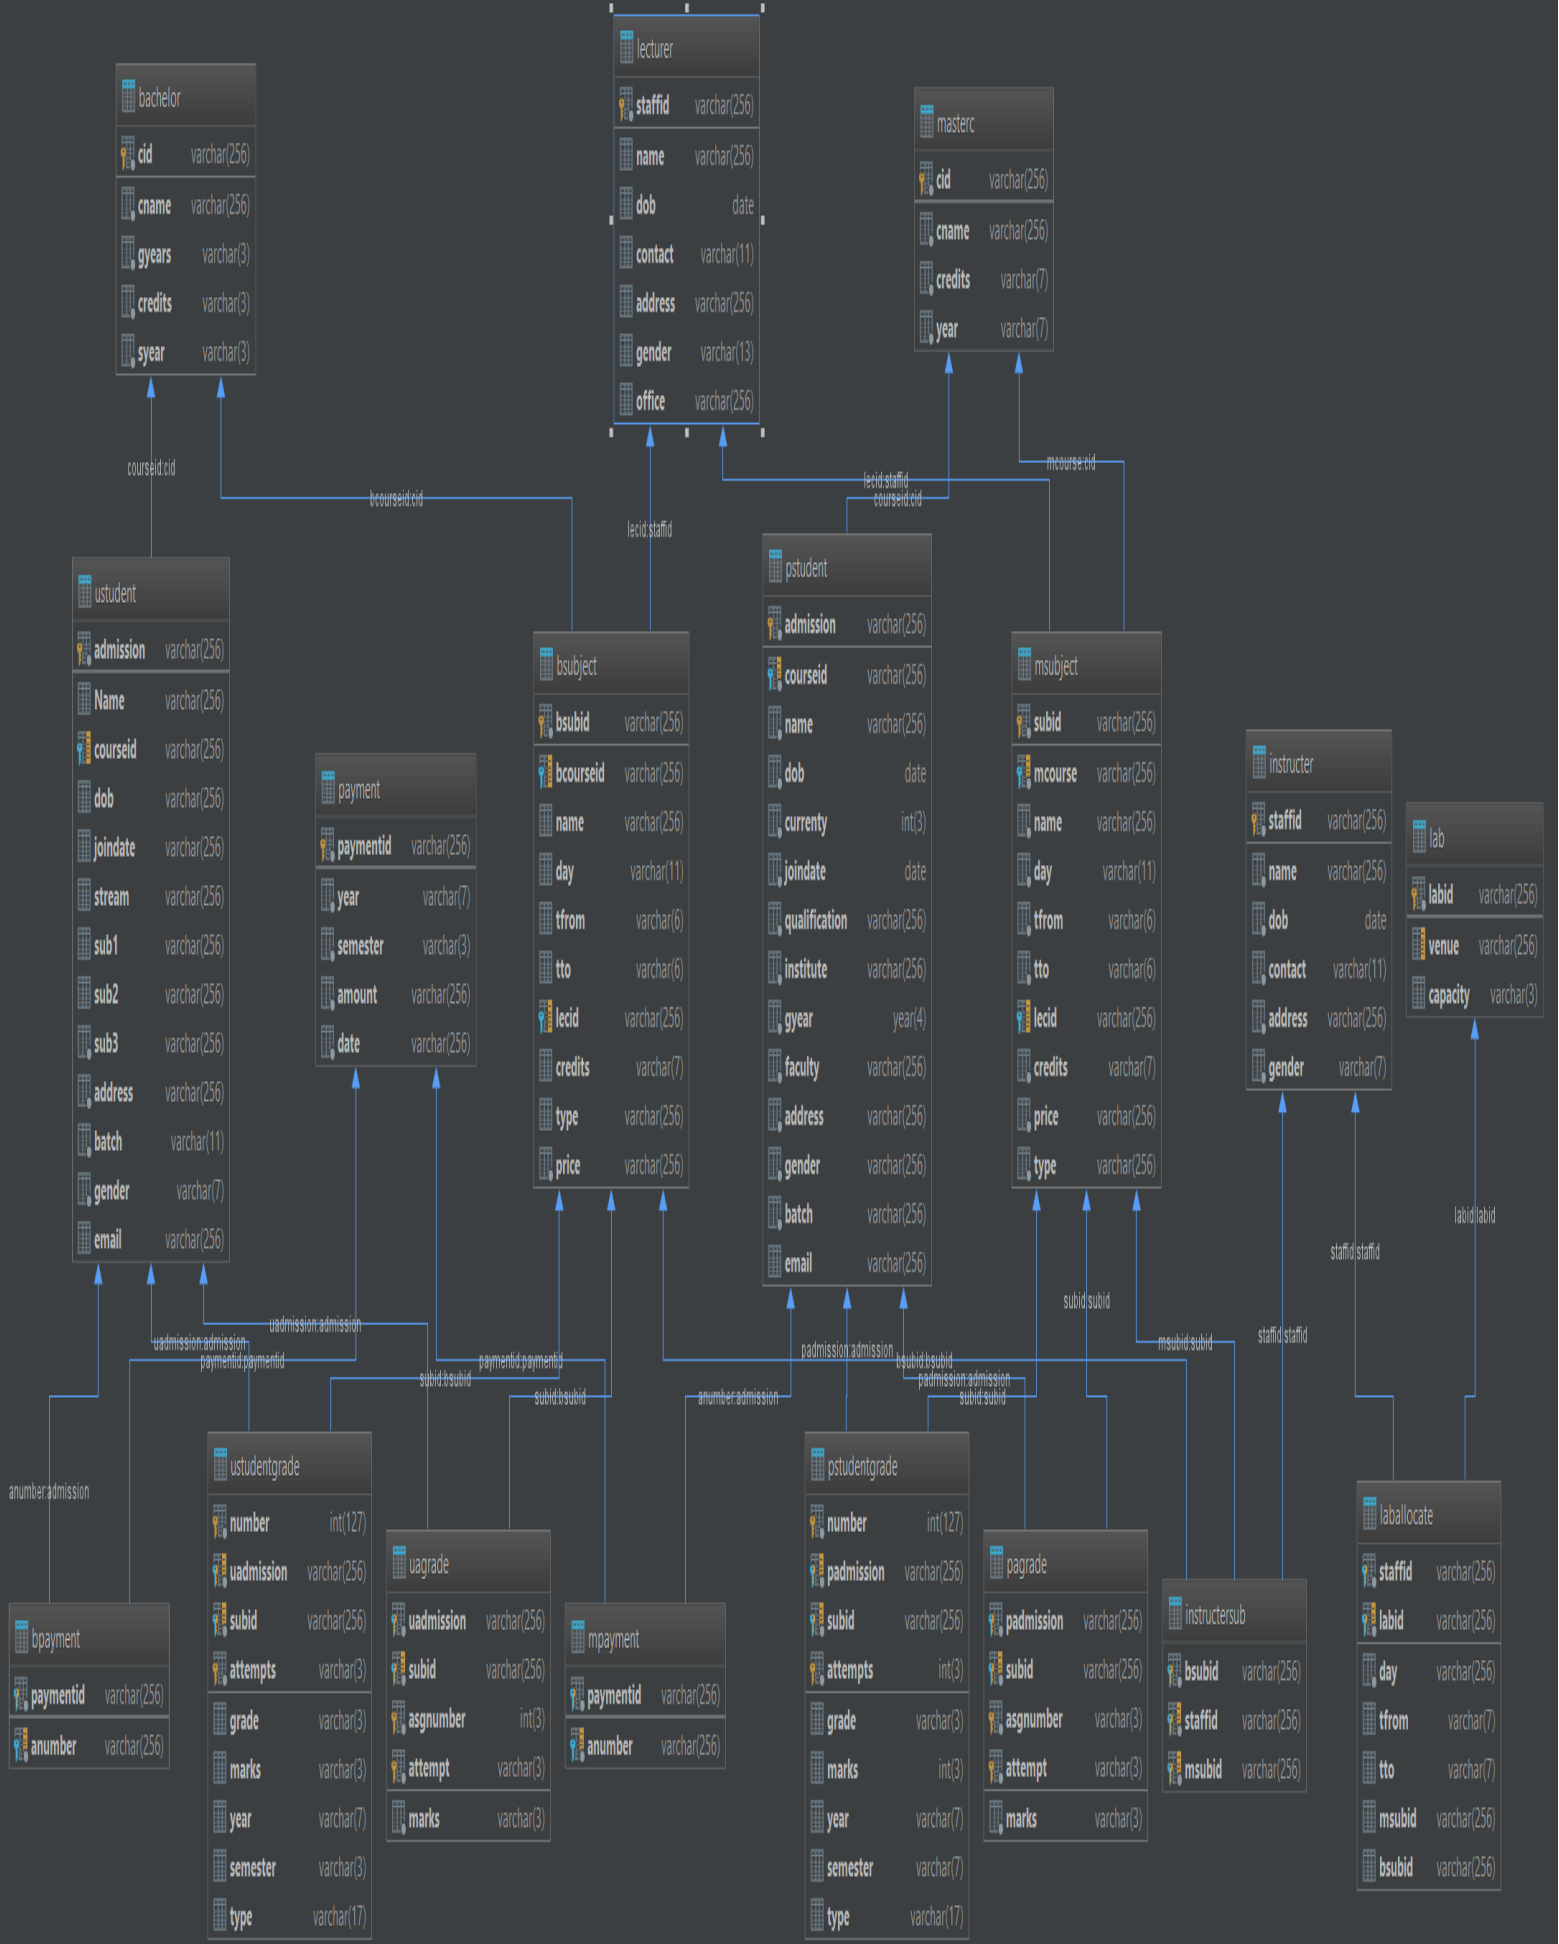 lecturer
staffid varchar(256)
name varchar(256)
dob date
contact varchar(11)
address varchar(256)
gender varchar(13)
office varchar(256)
bachelor
cid varchar(256)
cname varchar(256)
gyears varchar(3)
credits varchar(3)
syear varchar(3)
masterc
cid varchar(256)
cname varchar(256)
credits varchar(7)
year varchar(7)
courseid:cid
bcourseid:cid
lecid:staffid
lecid:staffid
courseid:cid
mcourse:cid
ustudent
admission varchar(256)
Name varchar(256)
courseid varchar(256)
dob varchar(256)
joindate varchar(256)
stream varchar(256)
sub1 varchar(256)
sub2 varchar(256)
sub3 varchar(256)
address varchar(256)
batch varchar(11)
gender varchar(7)
email varchar(256)
payment
paymentid varchar(256)
year varchar(7)
semester varchar(3)
amount varchar(256)
date varchar(256)
bsubject
bsubid varchar(256)
bcourseid varchar(256)
name varchar(256)
day varchar(11)
tfrom varchar(6)
tto varchar(6)
lecid varchar(256)
credits varchar(7)
type varchar(256)
price varchar(256)
pstudent
admission varchar(256)
courseid varchar(256)
name varchar(256)
dob date
currenty int(3)
joindate date
qualification varchar(256)
institute varchar(256)
gyear year(4)
faculty varchar(256)
address varchar(256)
gender varchar(256)
batch varchar(256)
email varchar(256)
msubject
subid varchar(256)
mcourse varchar(256)
name varchar(256)
day varchar(11)
tfrom varchar(6)
tto varchar(6)
lecid varchar(256)
credits varchar(7)
price varchar(256)
type varchar(256)
instructer
staffid varchar(256)
name varchar(256)
dob date
contact varchar(11)
address varchar(256)
gender varchar(7)
lab
labid varchar(256)
venue varchar(256)
capacity varchar(3)
labid:labid
staffid:staffid
subid:subid
uadmission:admission
staffid:staffid
uadmission:admission
msubid:subid
padmission:admission
paymentid:paymentid
paymentid:paymentid
bsubid:bsubid
subid:bsubid
padmission:admission
subid:bsubid
anumber:admission
subid:subid
anumber:admission
bpayment
paymentid varchar(256)
anumber varchar(256)
ustudentgrade
number int(127)
uadmission varchar(256)
subid varchar(256)
attempts varchar(3)
grade varchar(3)
marks varchar(3)
year varchar(7)
semester varchar(3)
type varchar(17)
uagrade
uadmission varchar(256)
subid varchar(256)
asgnumber int(3)
attempt varchar(3)
marks varchar(3)
mpayment
paymentid varchar(256)
anumber varchar(256)
pstudentgrade
number int(127)
padmission varchar(256)
subid varchar(256)
attempts int(3)
grade varchar(3)
marks int(3)
year varchar(7)
semester varchar(7)
type varchar(17)
pagrade
padmission varchar(256)
subid varchar(256)
asgnumber varchar(3)
attempt varchar(3)
marks varchar(3)
instructersub
bsubid varchar(256)
staffid varchar(256)
msubid varchar(256)
laballocate
staffid varchar(256)
labid varchar(256)
day varchar(256)
tfrom varchar(7)
tto varchar(7)
msubid varchar(256)
bsubid varchar(256)